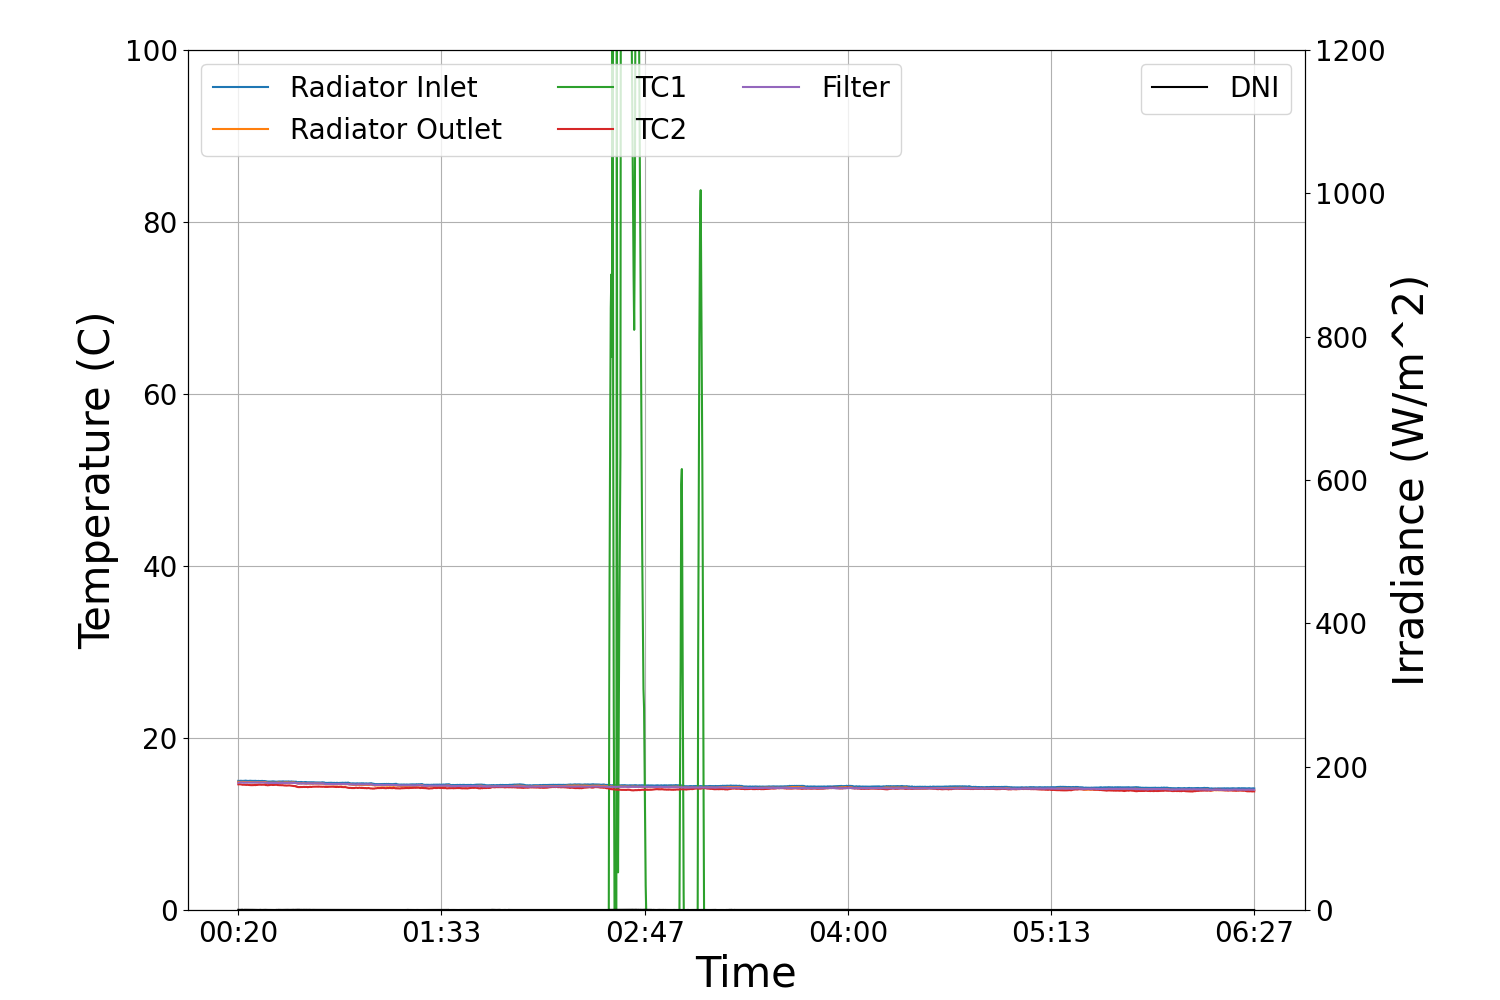 100
80
60
40
20
0
Temperature (C)
Radiator Inlet
Radiator Outlet
TC1
TC2
Filter
DNI
1200
1000
800
600
400
200
0
Irradiance (W/m^2)
00:20 01:33 02:47 04:00 05:13 06:27
Time